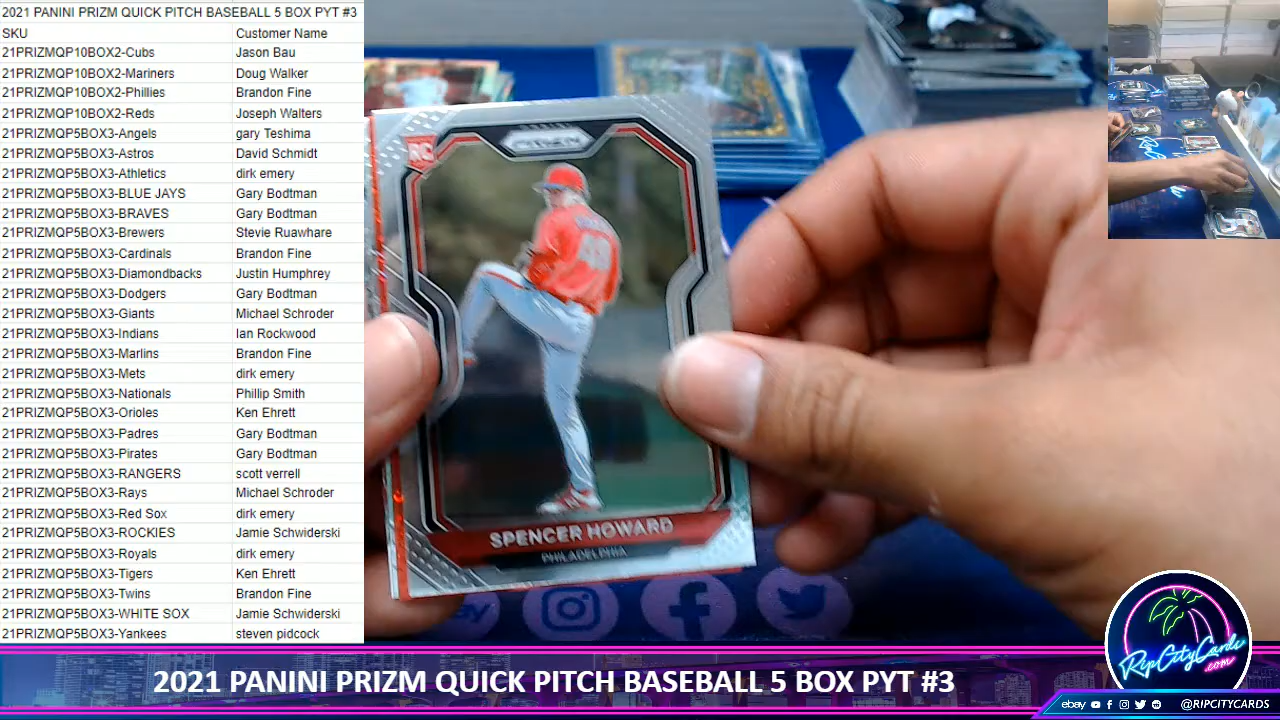 2021 PANINI PRIZM QUICK PITCH BASEBALL 5 BOX PYT #3
SKU Customer Name
21PRIZMQP10BOX2-Cubs Jason Bau
21PRIZMQP10BOX2-Mariners Doug Walker
21PRIZMQP10BOX2-Phillies Brandon Fine
21PRIZMQP10BOX2-Reds Joseph Walters
21PRIZMQP5BOX3-Angels gary Teshima
21PRIZMQP5BOX3-Astros David Schmidt
21PRIZMQP5BOX3-Athletics dirk emery
21PRIZMQP5BOX3-BLUE JAYS Gary Bodtman
21PRIZMQP5BOX3-BRAVES Gary Bodtman
21PRIZMQP5BOX3-Brewers Stevie Ruawhare
21PRIZMQP5BOX3-Cardinals Brandon Fine
21PRIZMQP5BOX3-Diamondbacks Justin Humphrey
21PRIZMQP5BOX3-Dodgers Gary Bodtman
21PRIZMQP5BOX3-Giants Michael Schroder
21PRIZMQP5BOX3-Indians Ian Rockwood
21PRIZMQP5BOX3-Marlins Brandon Fine
21PRIZMQP5BOX3-Mets dirk emery
21PRIZMQP5BOX3-Nationals Phillip Smith
21PRIZMQP5BOX3-Orioles Ken Ehrett
21PRIZMQP5BOX3-Padres Gary Bodtman
21PRIZMQP5BOX3-Pirates Gary Bodtman
21PRIZMQP5BOX3-RANGERS scott verrell
21PRIZMQP5BOX3-Rays Michael Schroder
21PRIZMQP5BOX3-Red Sox dirk emery
21PRIZMQP5BOX3-ROCKIES Jamie Schwiderski
21PRIZMQP5BOX3-Royals dirk emery
21PRIZMQP5BOX3-Tigers Ken Ehrett
21PRIZMQP5BOX3-Twins Brandon Fine
21PRIZMQP5BOX3-WHITE SOX Jamie Schwiderski
21PRIZMQP5BOX3-Yankees steven pidcock
RC
PRIZM
SPENCER HOWARD
PHILADELPHIA
2021 PANINI PRIZM QUICK PITCH BASEBALL 5 BOX PYT #3
RipCityCards
.com
ebay @RIPCITYCARDS